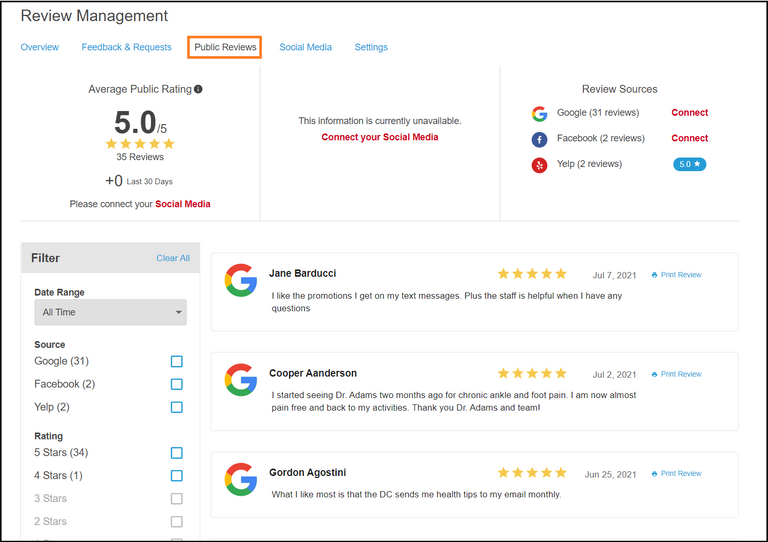 Review Management
Overview
Feedback & Requests
Public Reviews
Social Media
Settings
Average Public Rating
5.0/5
35 Reviews
+0 Last 30 Days
Please connect your Social Media
This information is currently unavailable.
Connect your Social Media
Review Sources
Google (31 reviews) Connect
Facebook (2 reviews) Connect
Yelp (2 reviews) 5.0
Filter Clear All
Date Range
All Time
Source
Google (31)
Facebook (2)
Yelp (2)
Rating
5 Stars (34)
4 Stars (1)
3 Stars
2 Stars
Jane Barducci Jul 7, 2021 Print Review
I like the promotions I get on my text messages. Plus the staff is helpful when I have any
questions
Cooper Aanderson Jul 2, 2021 Print Review
I started seeing Dr. Adams two months ago for chronic ankle and foot pain. I am now almost
pain free and back to my activities. Thank you Dr. Adams and team!
Gordon Agostini Jun 25, 2021 Print Review
What I like most is that the DC sends me health tips to my email monthly.